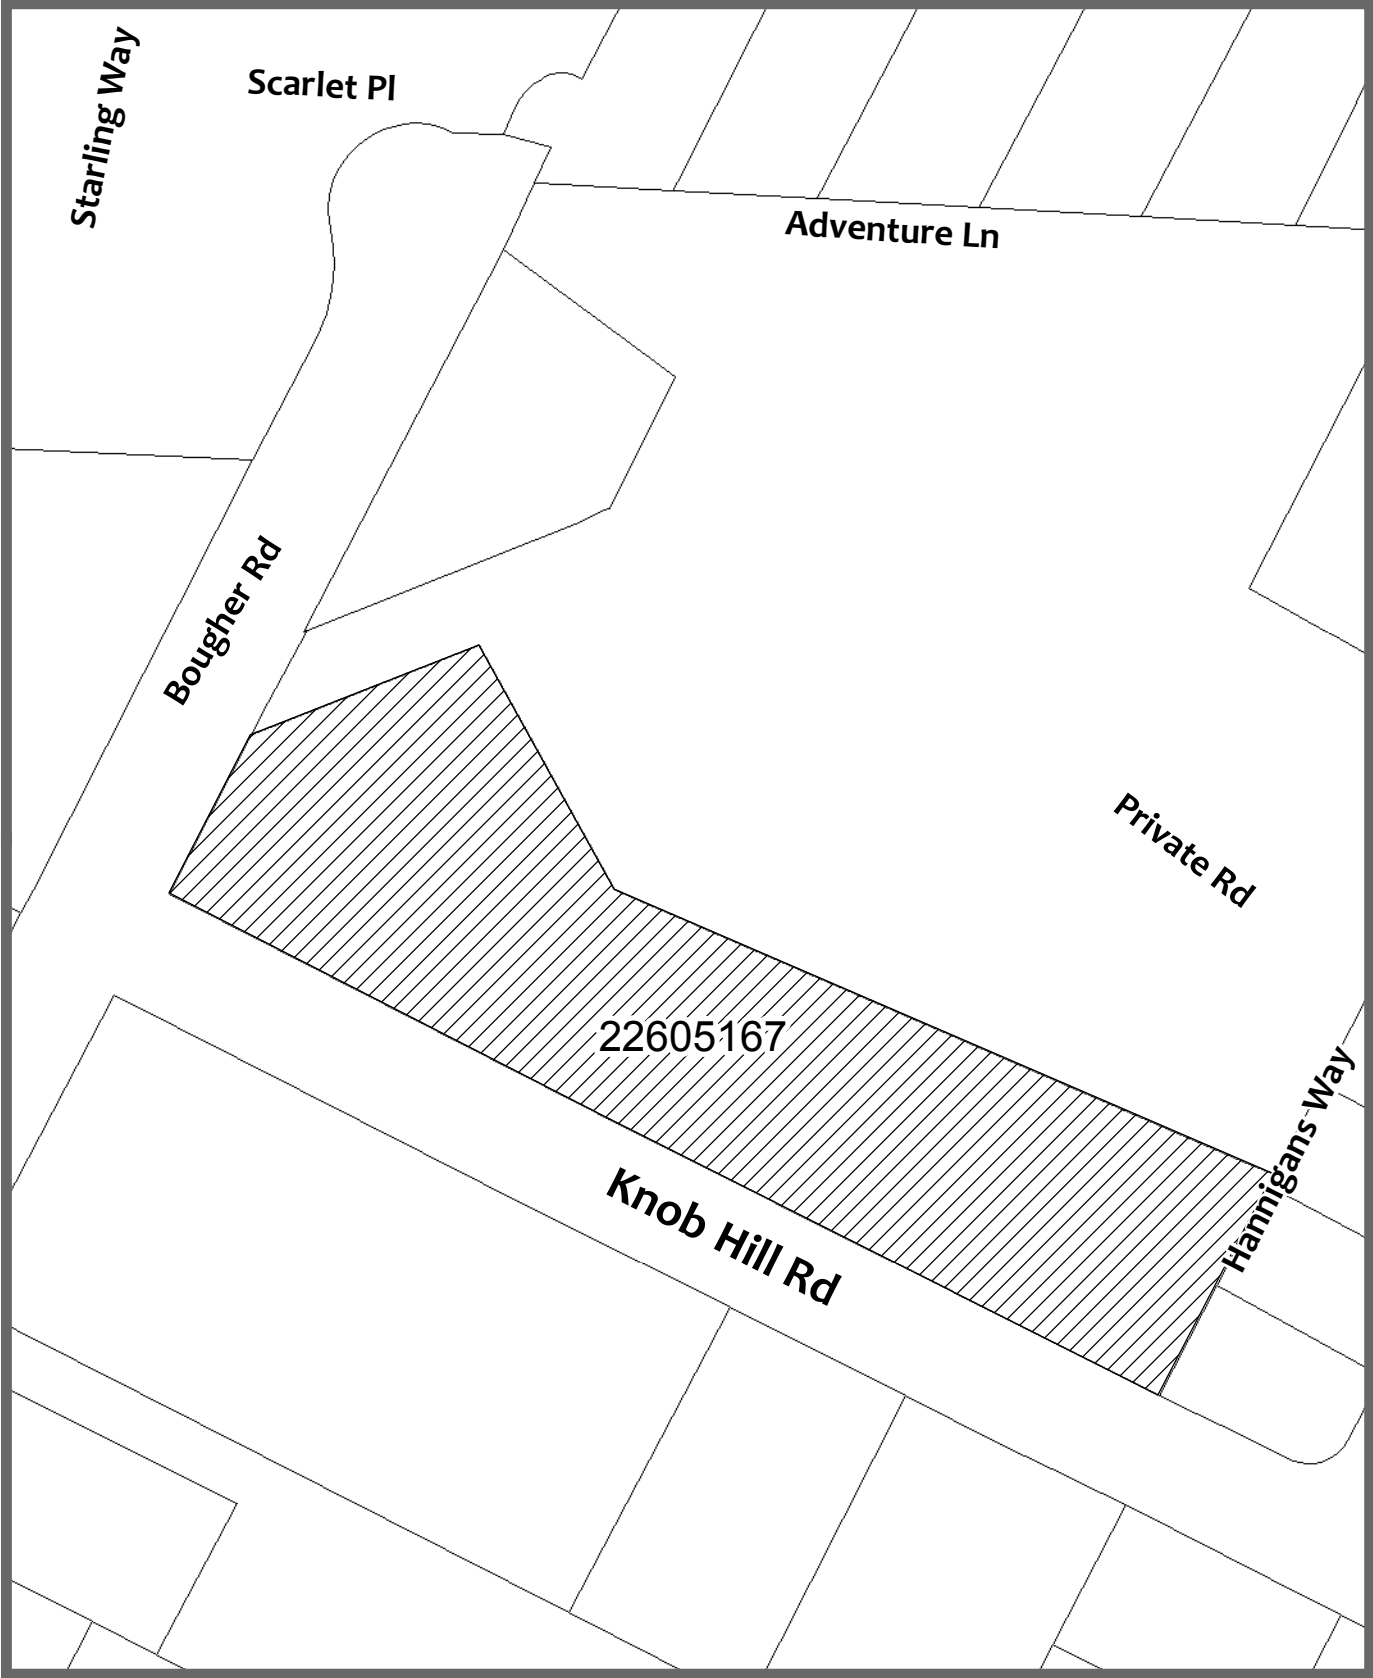 Starling Way
Scarlet Pl
Adventure Ln
Bougher Rd
Private Rd
22605167
Hannigans Way
Knob Hill Rd